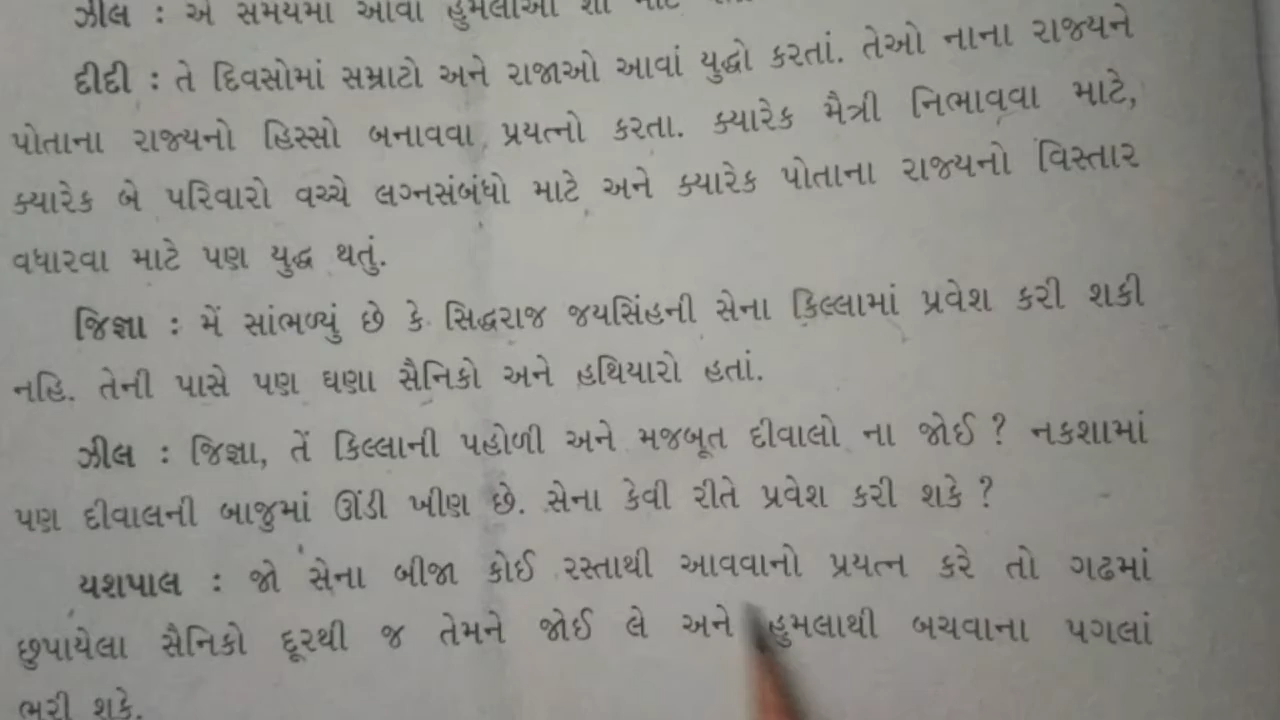 ઝીલ : એ સમયમાં આવા હુમલાઓ શા માટે
દીદી : તે દિવસોમાં સમ્રાટો અને રાજાઓ આવાં યુદ્ધો કરતાં. તેઓ નાના રાજ્યને
પોતાના રાજ્યનો હિસ્સો બનાવવા પ્રયત્નો કરતા. ક્યારેક મૈત્રી નિભાવવા માટે,
ક્યારેક બે પરિવારો વચ્ચે લગ્નસંબંધો માટે અને ક્યારેક પોતાના રાજ્યનો વિસ્તાર
વધારવા માટે પણ યુદ્ધ થતું.
જિજ્ઞા : મેં સાંભળ્યું છે કે સિદ્ધરાજ જયસિંહની સેના કિલ્લામાં પ્રવેશ કરી શકી
નહિ. તેની પાસે પણ ઘણા સૈનિકો અને હથિયારો હતાં.
ઝીલ : જિજ્ઞા, તેં કિલ્લાની પહોળી અને મજબૂત દીવાલો ના જોઈ ? નકશામાં
પણ દીવાલની બાજુમાં ઊંડી ખીણ છે. સેના કેવી રીતે પ્રવેશ કરી શકે ?
યશપાલ : જો સેના બીજા કોઈ રસ્તાથી આવવાનો પ્રયત્ન કરે તો ગઢમાં
છુપાયેલા સૈનિકો દૂરથી જ તેમને જોઈ લે અને હુમલાથી બચવાના પગલાં
ભરી શકે.